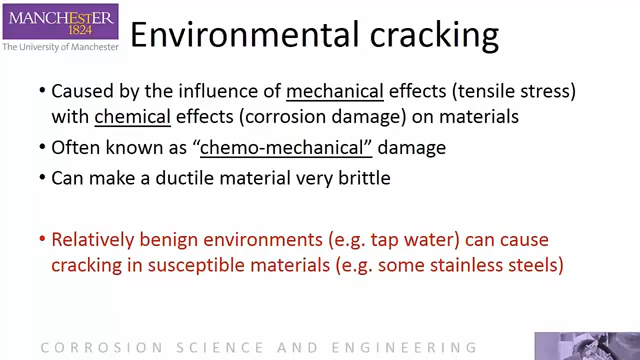 MANCHESTER
1824
The University of Manchester
Environmental cracking
• Caused by the influence of mechanical effects (tensile stress)
with chemical effects (corrosion damage) on materials
• Often known as “chemo-mechanical” damage
• Can make a ductile material very brittle
• Relatively benign environments (e.g. tap water) can cause
cracking in susceptible materials (e.g. some stainless steels)
CORROSION SCIENCE AND ENGINEERING